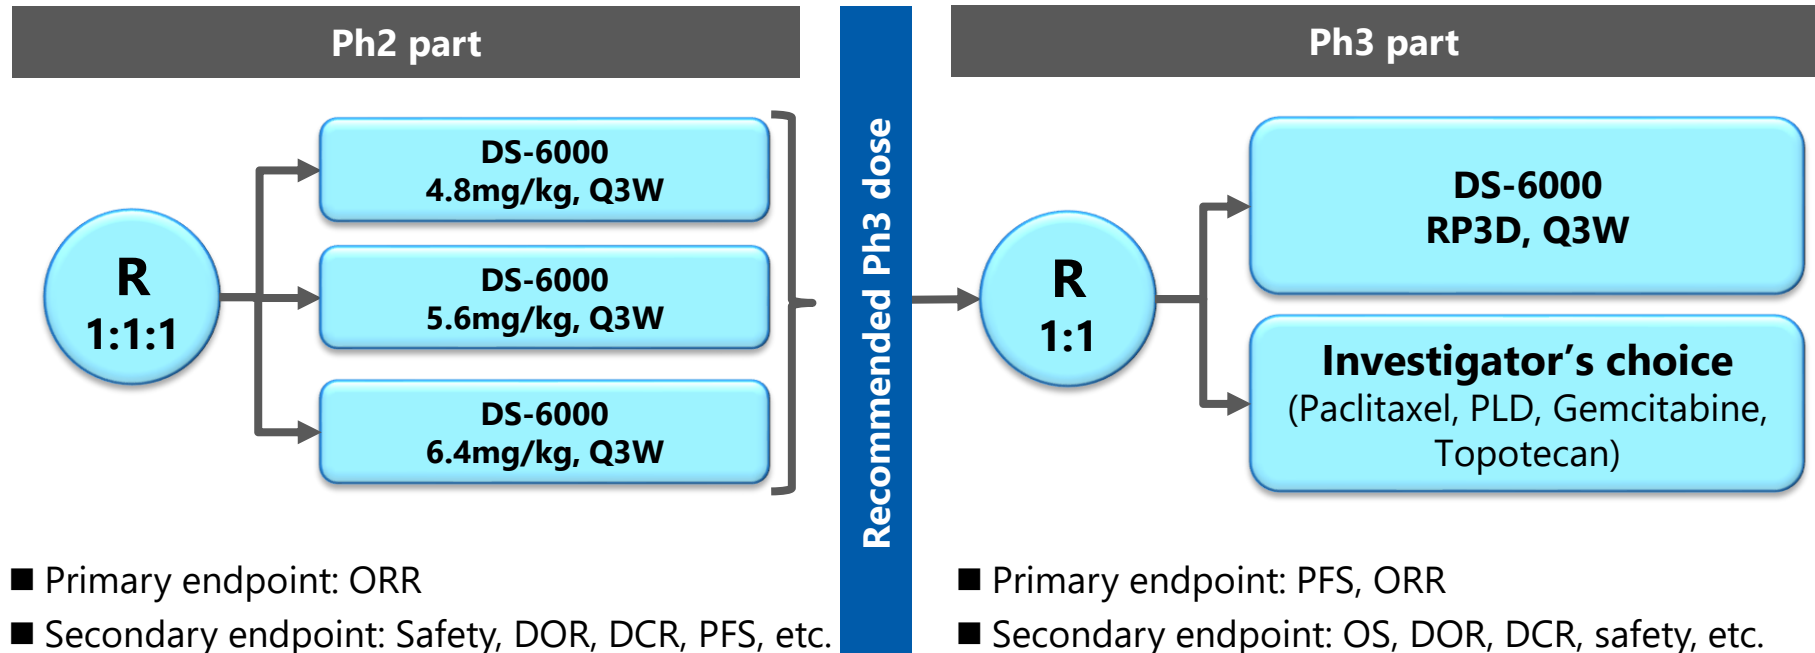 Ph2 part
R
1:1:1
DS-6000
4.8mg/kg, Q3W
DS-6000
5.6mg/kg, Q3W
DS-6000
6.4mg/kg, Q3W
■ Primary endpoint: ORR
■ Secondary endpoint: Safety, DOR, DCR, PFS, etc.
Recommended Ph3 dose
Ph3 part
R
1:1
DS-6000
RP3D, Q3W
Investigator’s choice
(Paclitaxel, PLD, Gemcitabine,
Topotecan)
■ Primary endpoint: PFS, ORR
■ Secondary endpoint: OS, DOR, DCR, safety, etc.